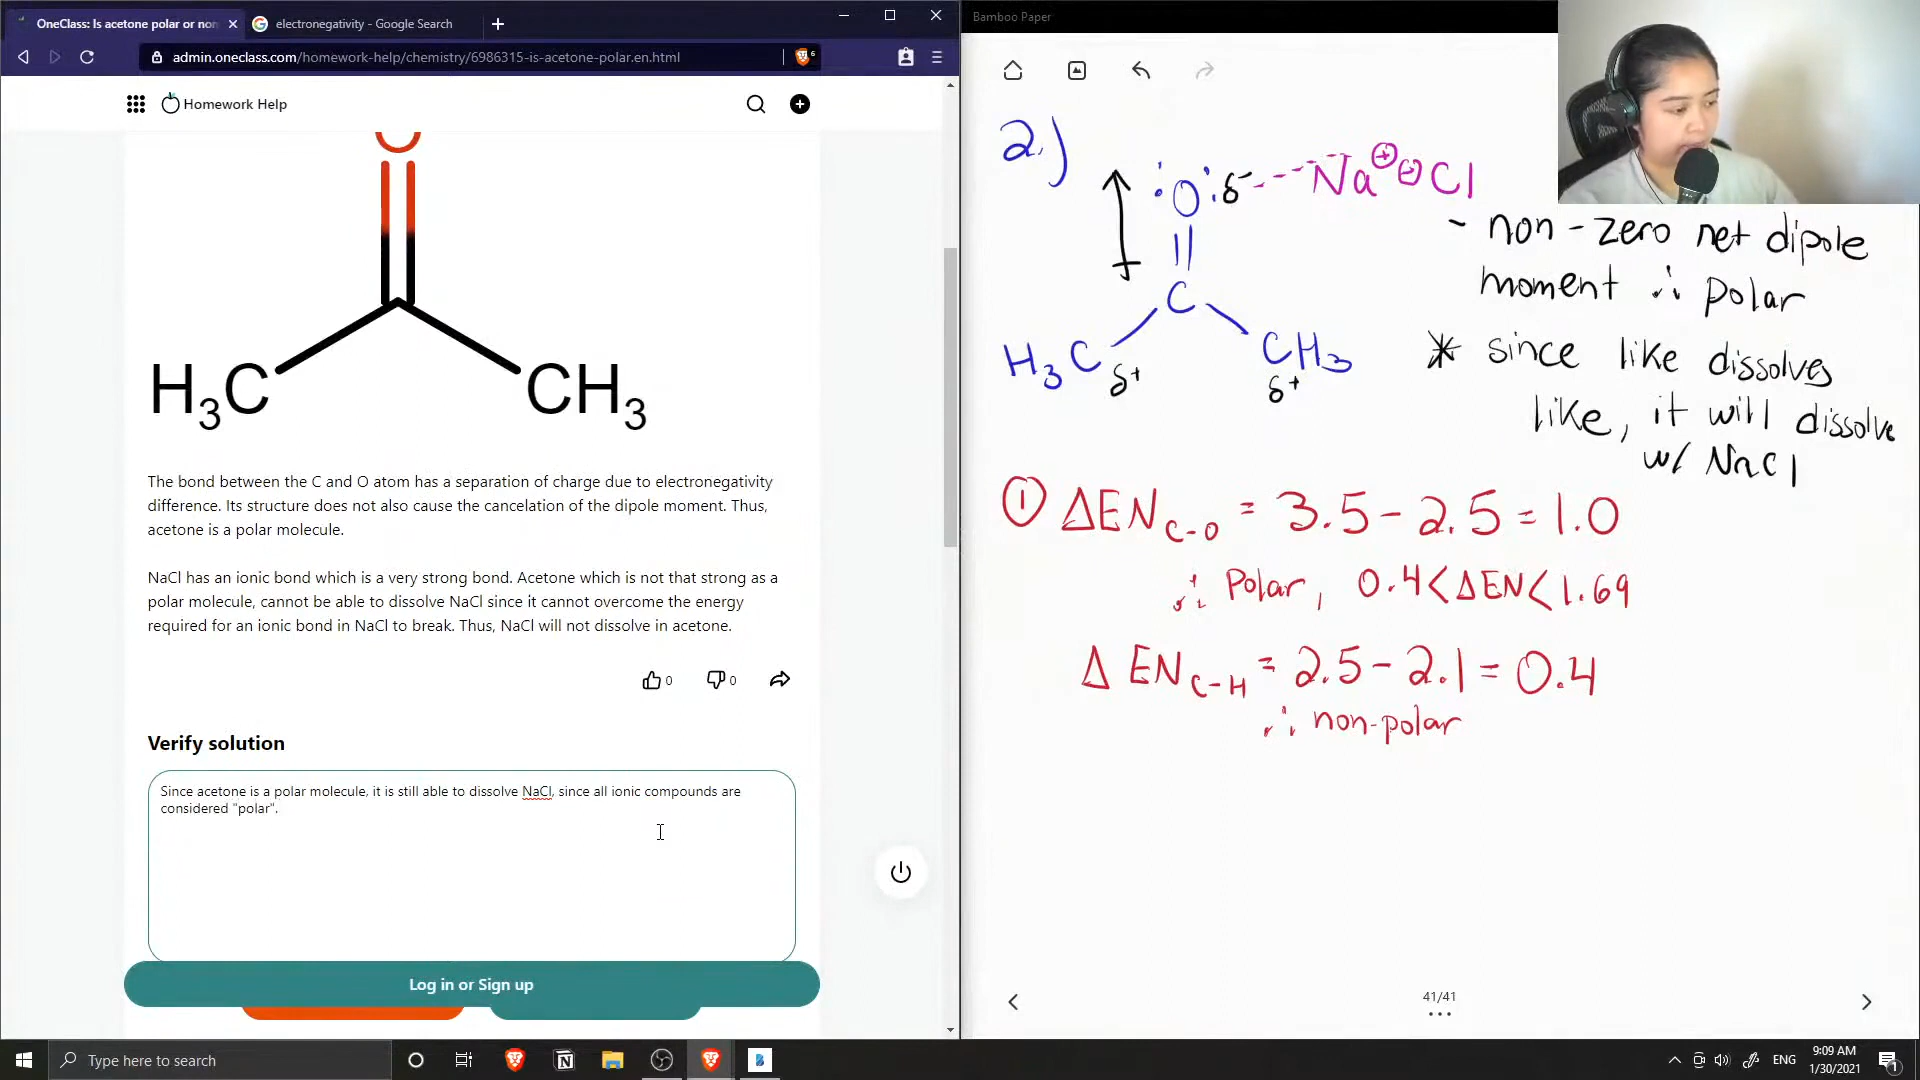 OneClass: Is acetone polar or non
electronegativity - Google Search
admin.oneclass.com/homework-help/chemistry/6986315-is-acetone-polar.en.html
6
Homework Help
O
H3C
CH3
The bond between the C and O atom has a separation of charge due to electronegativity
difference. Its structure does not also cause the cancelation of the dipole moment. Thus,
acetone is a polar molecule.
NaCl has an ionic bond which is a very strong bond. Acetone which is not that strong as a
polar molecule, cannot be able to dissolve NaCl since it cannot overcome the energy
required for an ionic bond in NaCl to break. Thus, NaCl will not dissolve in acetone.
0
0
Verify solution
Since acetone is a polar molecule, it is still able to dissolve NaCl, since all ionic compounds are
considered "polar".
Log in or Sign up
Bamboo Paper
2.)
:O: δ- ---- Na⊕ ⊖Cl
C
H3C
δ+
CH3
δ+
- non-zero net dipole
moment ∴ polar
* since like dissolves
like, it will dissolve
w/ NaCl
① ΔEN C-O = 3.5 - 2.5 = 1.0
∴ Polar, 0.4 < ΔEN < 1.69
ΔEN C-H = 2.5 - 2.1 = 0.4
∴ non-polar
41/41
Type here to search
ENG
9:09 AM
1/30/2021
1